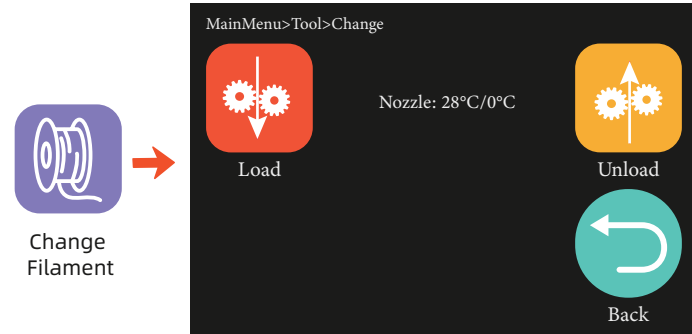 MainMenu>Tool>Change
Nozzle: 28°C/0°C
Load
Unload
Change
Filament
Back